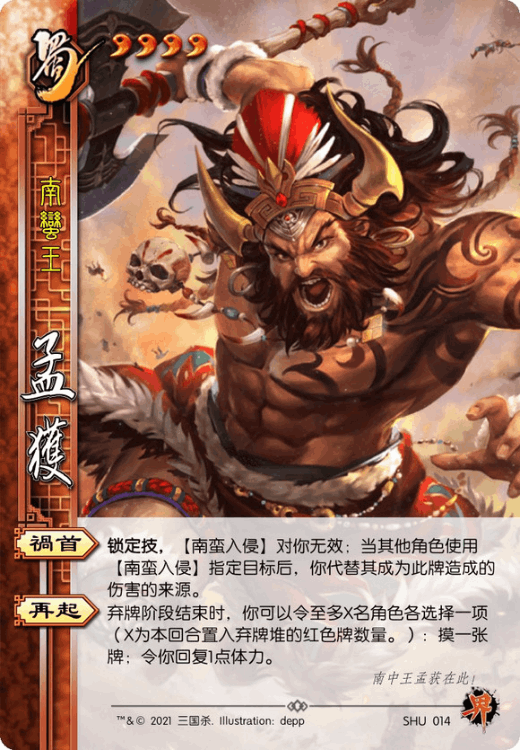 蜀
南蠻王
孟獲
禍首
锁定技，【南蛮入侵】对你无效；当其他角色使用
【南蛮入侵】指定目标后，你代替其成为此牌造成的
伤害的来源。
再起
弃牌阶段结束时，你可以令至多X名角色各选择一项
（X为本回合置入弃牌堆的红色牌数量。）：摸一张
牌；令你回复1点体力。
南中王孟获在此！
™&© 2021 三国杀. Illustration: depp
SHU 014
界